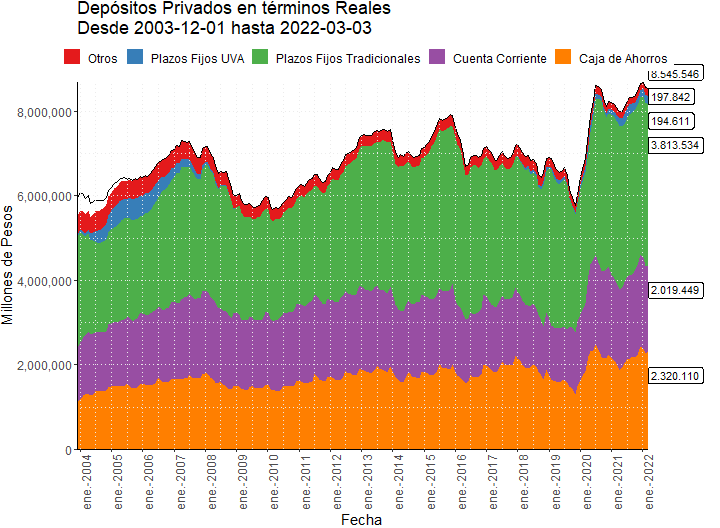 Depósitos Privados en términos Reales
Desde 2003-12-01 hasta 2022-03-03
Otros
Plazos Fijos UVA
Plazos Fijos Tradicionales
Cuenta Corriente
Caja de Ahorros
Millones de Pesos
8,000,000
6,000,000
4,000,000
2,000,000
0
8.545.546
197.842
194.611
3.813.534
2.019.449
2.320.110
ene.-2004
ene.-2005
ene.-2006
ene.-2007
ene.-2008
ene.-2009
ene.-2010
ene.-2011
ene.-2012
ene.-2013
ene.-2014
ene.-2015
ene.-2016
ene.-2017
ene.-2018
ene.-2019
ene.-2020
ene.-2021
ene.-2022
Fecha